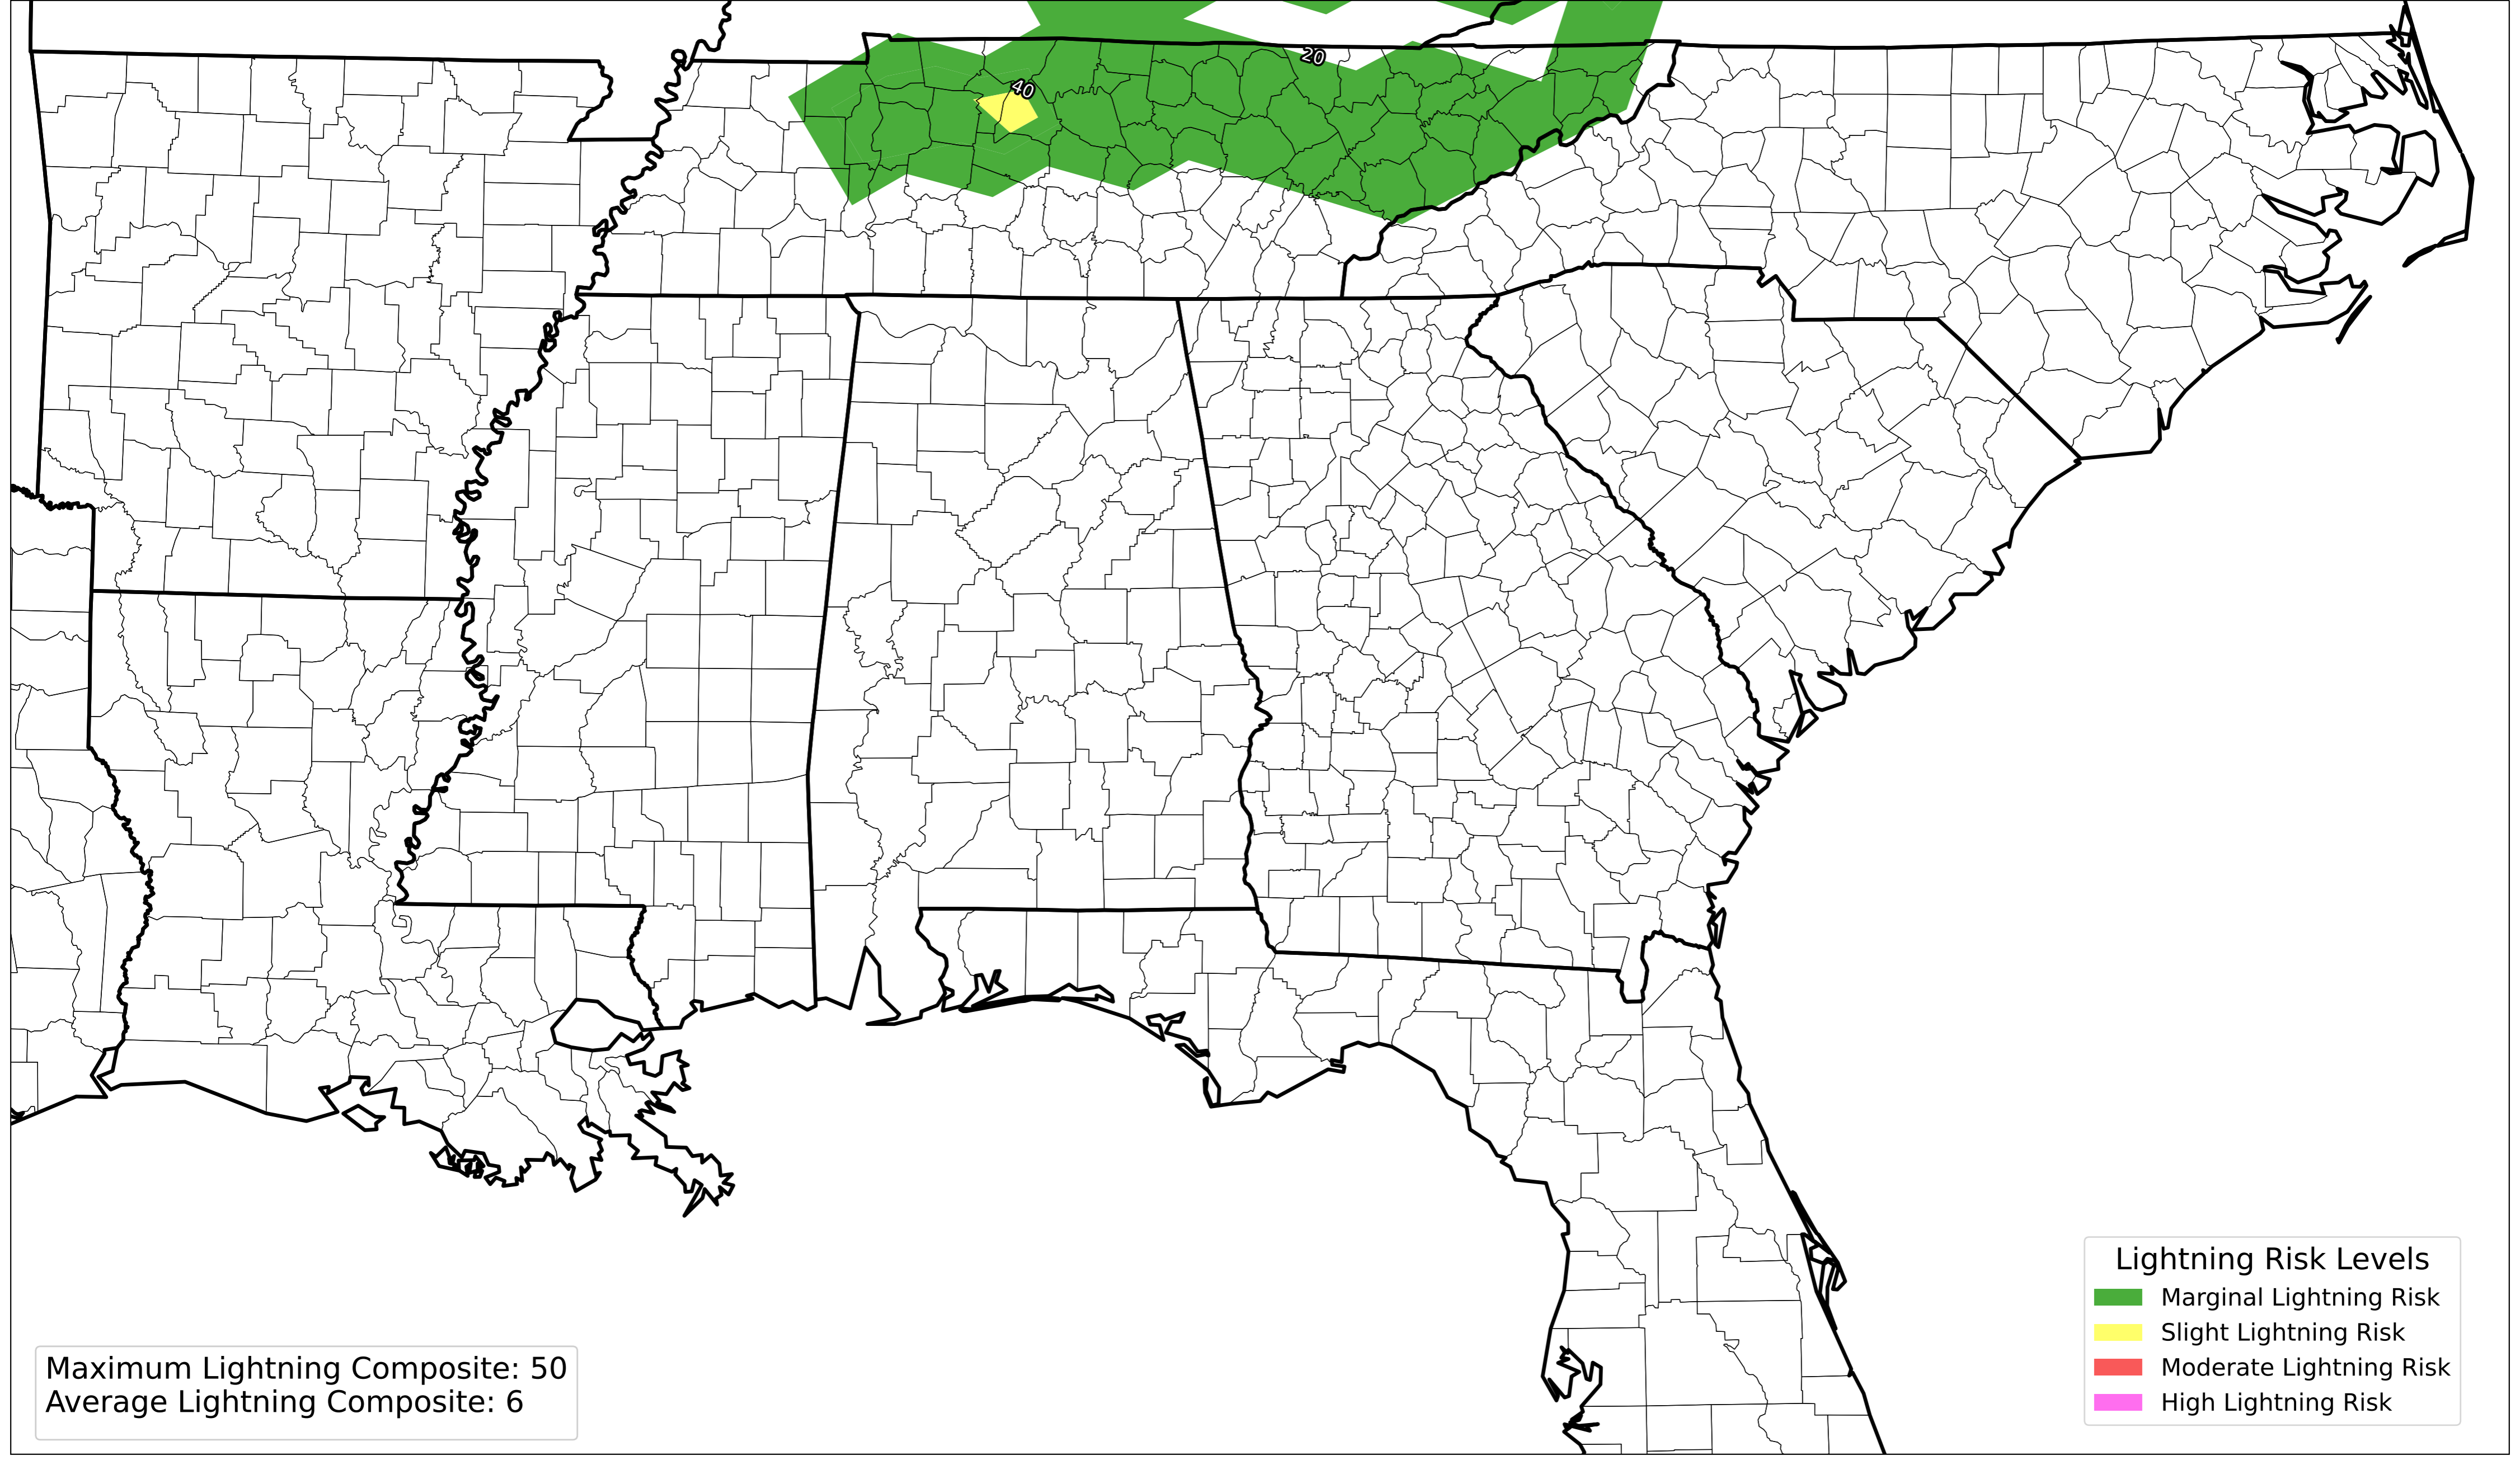 20
40
Lightning Risk Levels
Marginal Lightning Risk
Slight Lightning Risk
Moderate Lightning Risk
High Lightning Risk
Maximum Lightning Composite: 50
Average Lightning Composite: 6